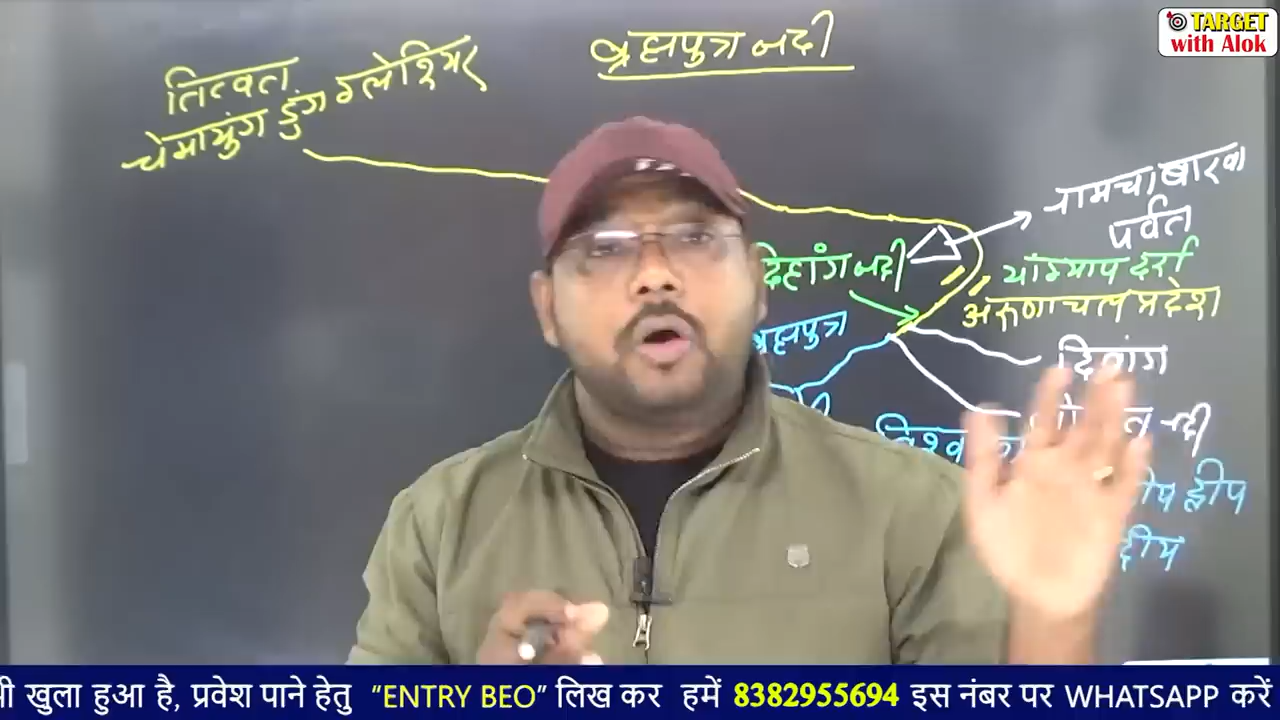 TARGET
with Alok
ब्रह्मपुत्र नदी
तिब्बत
चेमायुंग डुंग ग्लेशियर
नामचा बारवा
पर्वत
दिहांग नदी
यांग्याप दर्रा
अरुणाचल प्रदेश
ब्रह्मपुत्र
दिबांग
नदी
विश्व का
द्वीप
खुला हुआ है, प्रवेश पाने हेतु “ENTRY BEO” लिख कर हमें 8382955694 इस नंबर पर WHATSAPP करें